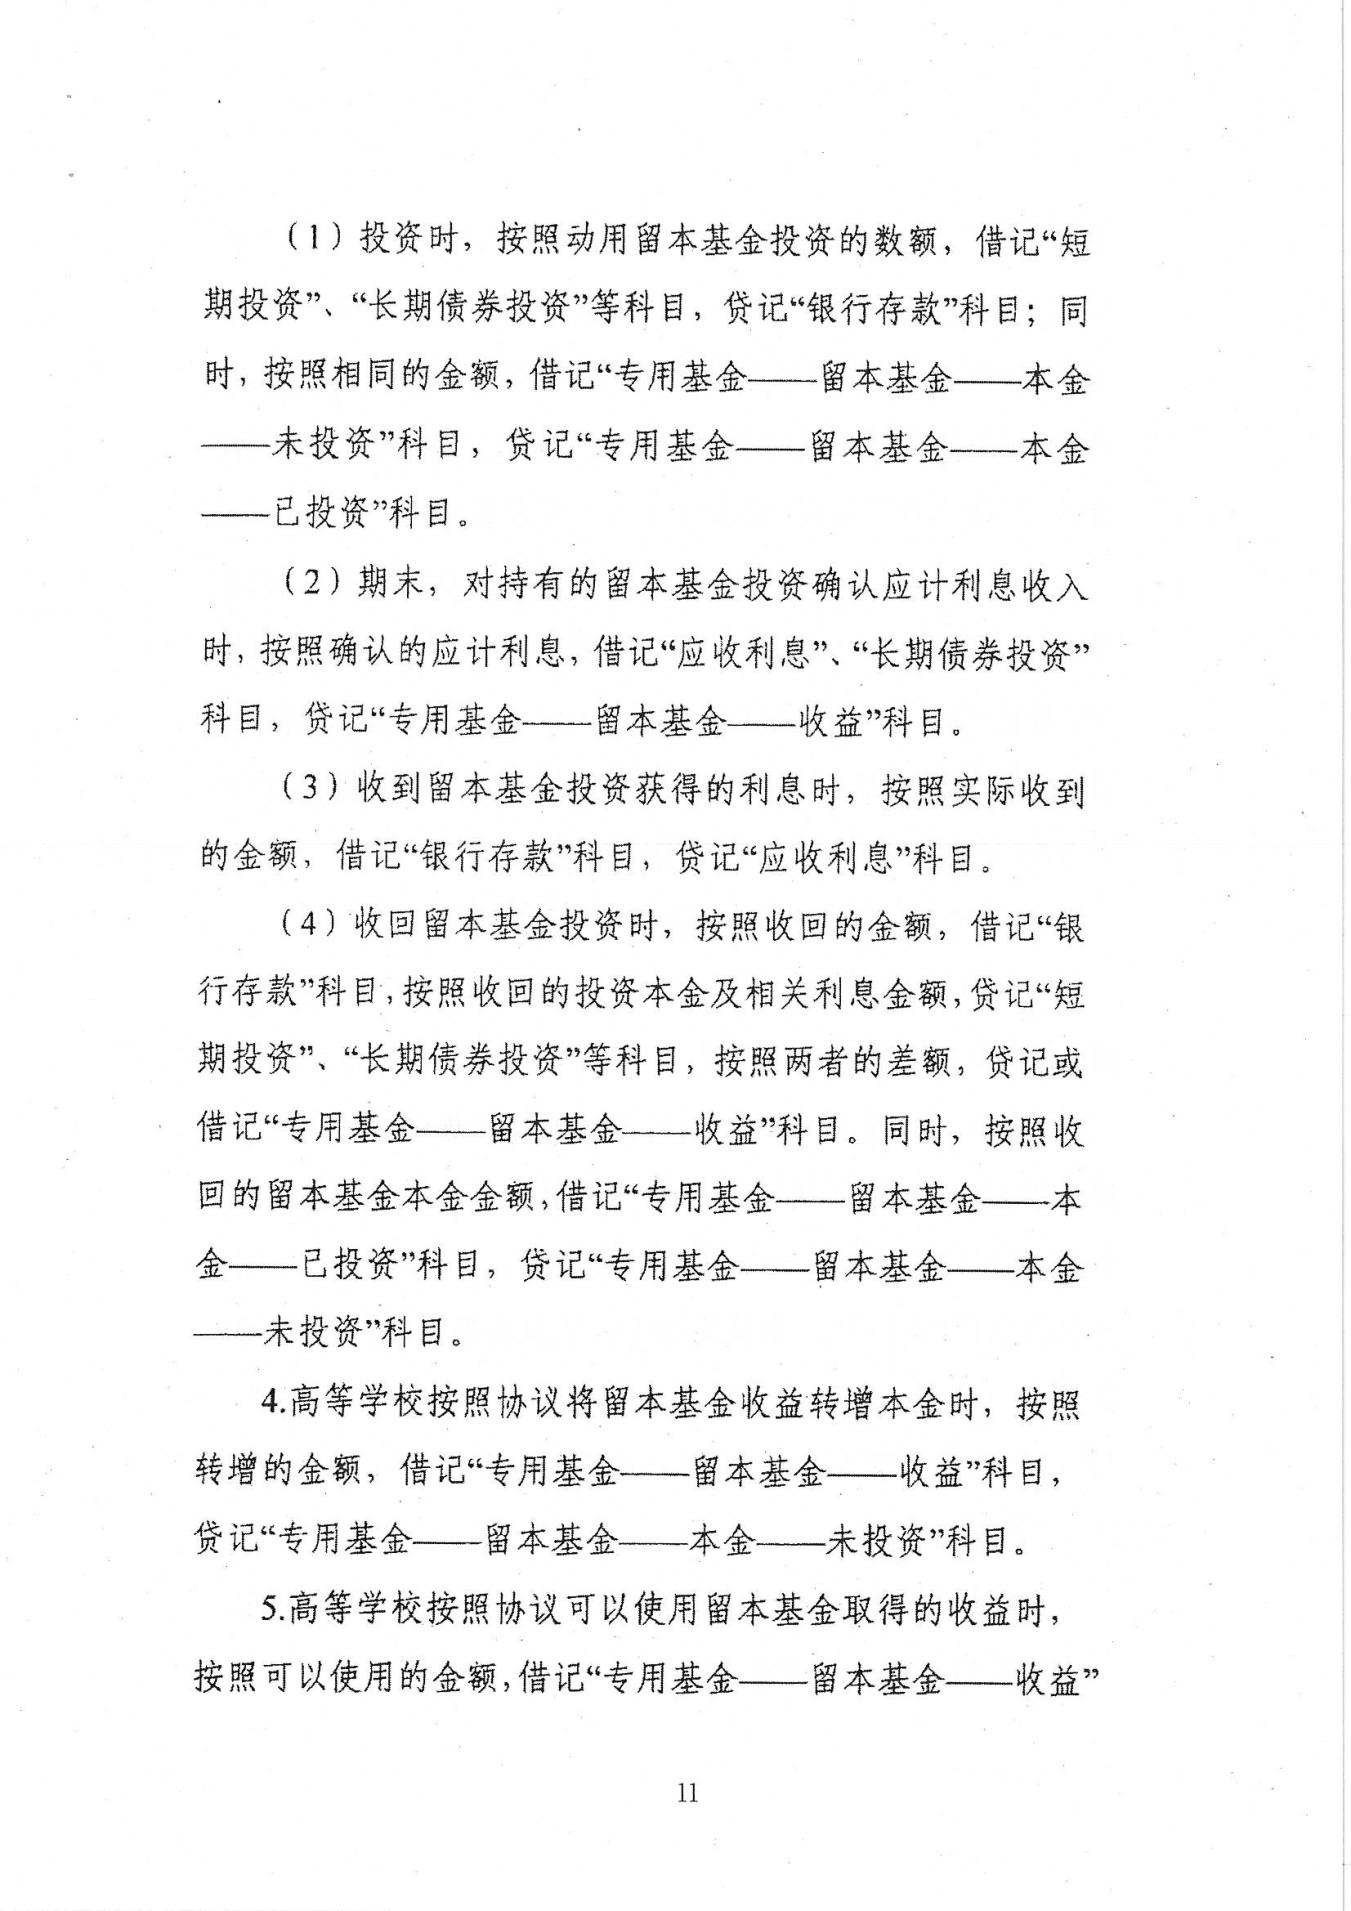 （1）投资时，按照动用留本基金投资的数额，借记“短
期投资”、“长期债券投资”等科目，贷记“银行存款”科目；同
时，按照相同的金额，借记“专用基金——留本基金——本金
——未投资”科目，贷记“专用基金——留本基金——本金
——已投资”科目。
（2）期末，对持有的留本基金投资确认应计利息收入
时，按照确认的应计利息，借记“应收利息”、“长期债券投资”
科目，贷记“专用基金——留本基金——收益”科目。
（3）收到留本基金投资获得的利息时，按照实际收到
的金额，借记“银行存款”科目，贷记“应收利息”科目。
（4）收回留本基金投资时，按照收回的金额，借记“银
行存款”科目，按照收回的投资本金及相关利息金额，贷记“短
期投资”、“长期债券投资”等科目，按照两者的差额，贷记或
借记“专用基金——留本基金——收益”科目。同时，按照收
回的留本基金本金金额，借记“专用基金——留本基金——本
金——已投资”科目，贷记“专用基金——留本基金——本金
——未投资”科目。
4.高等学校按照协议将留本基金收益转增本金时，按照
转增的金额，借记“专用基金——留本基金——收益”科目，
贷记“专用基金——留本基金——本金——未投资”科目。
5.高等学校按照协议可以使用留本基金取得的收益时，
按照可以使用的金额，借记“专用基金——留本基金——收益”
11